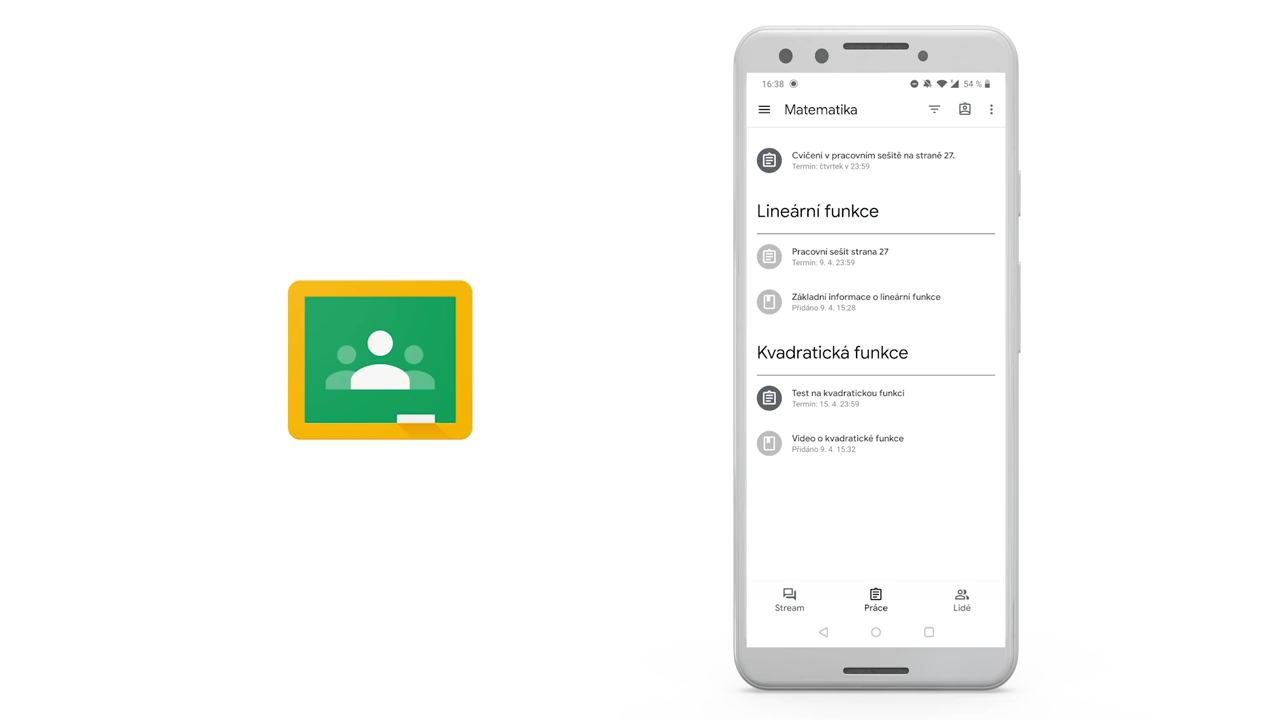 16:38
54 %
Matematika
Cvičení v pracovním sešitě na straně 27.
Termín: čtvrtek v 23:59
Lineární funkce
Pracovní sešit strana 27
Termín: 9. 4. 23:59
Základní informace o lineární funkce
Přidáno 9. 4. 15:28
Kvadratická funkce
Test na kvadratickou funkci
Termín: 15. 4. 23:59
Video o kvadratické funkce
Přidáno 9. 4. 15:32
Stream
Práce
Lidé